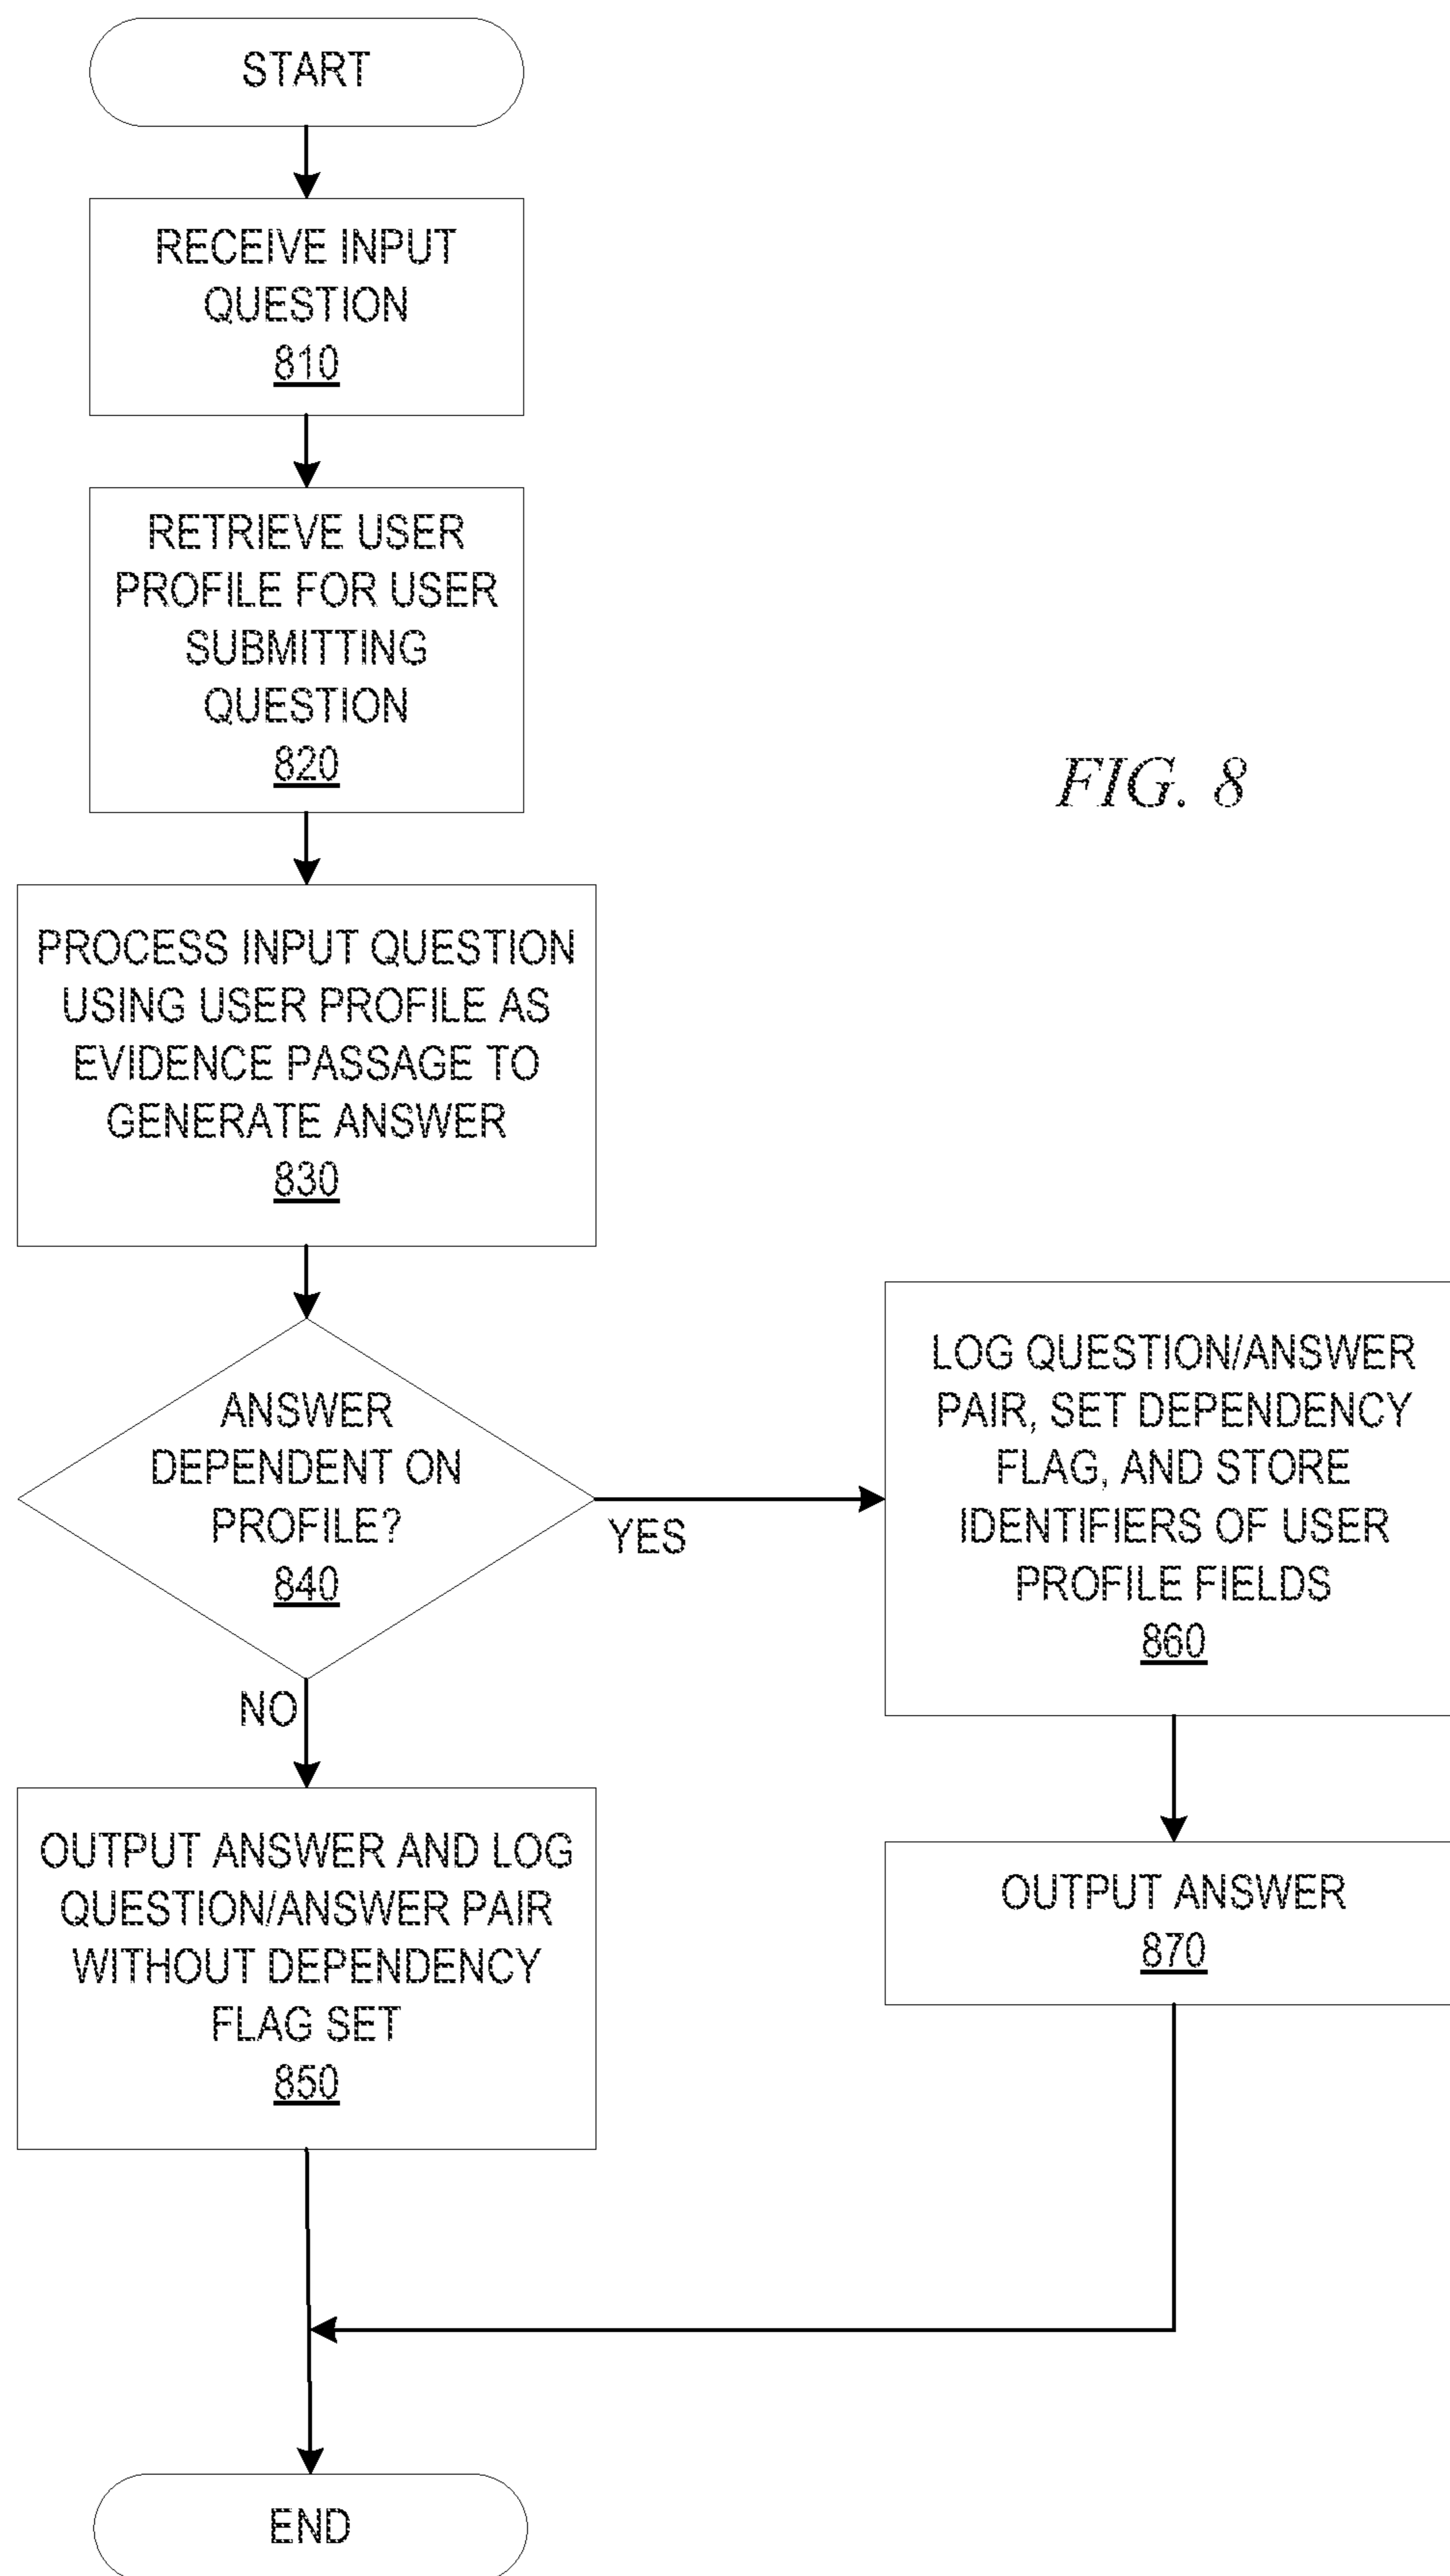 START
RECEIVE INPUT
QUESTION
810
RETRIEVE USER
PROFILE FOR USER
SUBMITTING
QUESTION
820
FIG. 8
PROCESS INPUT QUESTION
USING USER PROFILE AS
EVIDENCE PASSAGE TO
GENERATE ANSWER
830
ANSWER
DEPENDENT ON
PROFILE?
840
YES
NO
LOG QUESTION/ANSWER
PAIR, SET DEPENDENCY
FLAG, AND STORE
IDENTIFIERS OF USER
PROFILE FIELDS
860
OUTPUT ANSWER AND LOG
QUESTION/ANSWER PAIR
WITHOUT DEPENDENCY
FLAG SET
850
OUTPUT ANSWER
870
END